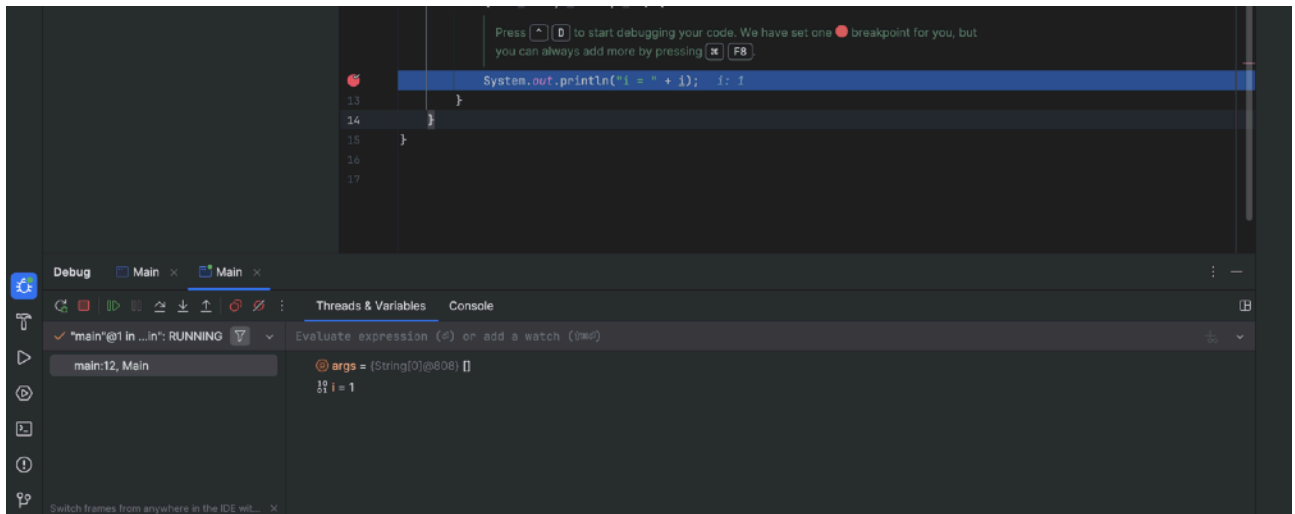 Press ^ D to start debugging your code. We have set one breakpoint for you, but
you can always add more by pressing ⌘ F8.
System.out.println("i = " + i); i: 1
13 }
14 }
15 }
16
17
Debug Main × Main ×
Threads & Variables Console
"main"@1 in ...in": RUNNING Evaluate expression (⏎) or add a watch (⇧⌘⏎)
main:12, Main args = {String[0]@808} []
i = 1
Switch frames from anywhere in the IDE wit... ×